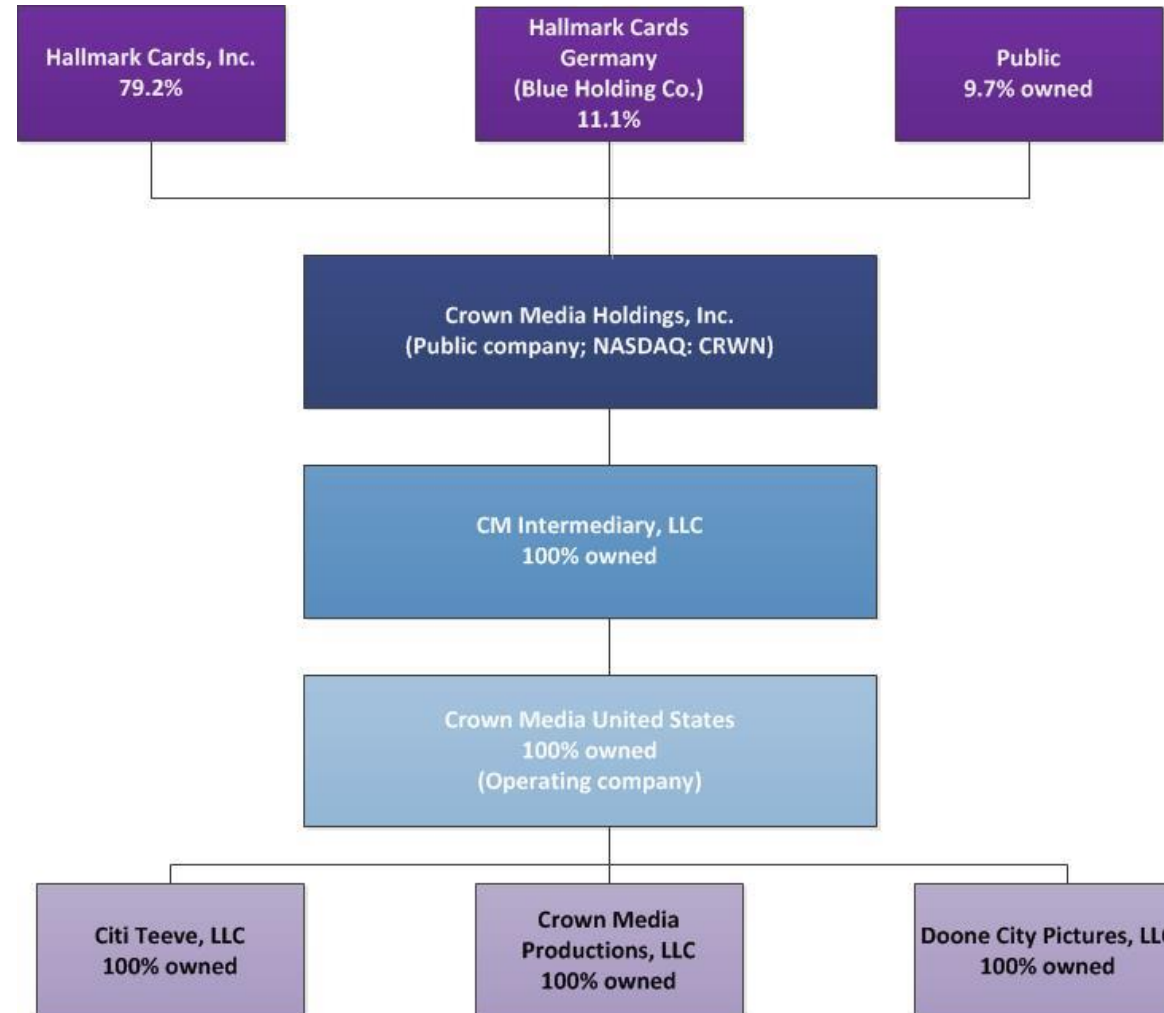 Hallmark Cards, Inc.
79.2%
Hallmark Cards
Germany
(Blue Holding Co.)
11.1%
Public
9.7% owned
Crown Media Holdings, Inc.
(Public company; NASDAQ: CRWN)
CM Intermediary, LLC
100% owned
Crown Media United States
100% owned
(Operating company)
Citi Teeve, LLC
100% owned
Crown Media
Productions, LLC
100% owned
Doone City Pictures, LLC
100% owned